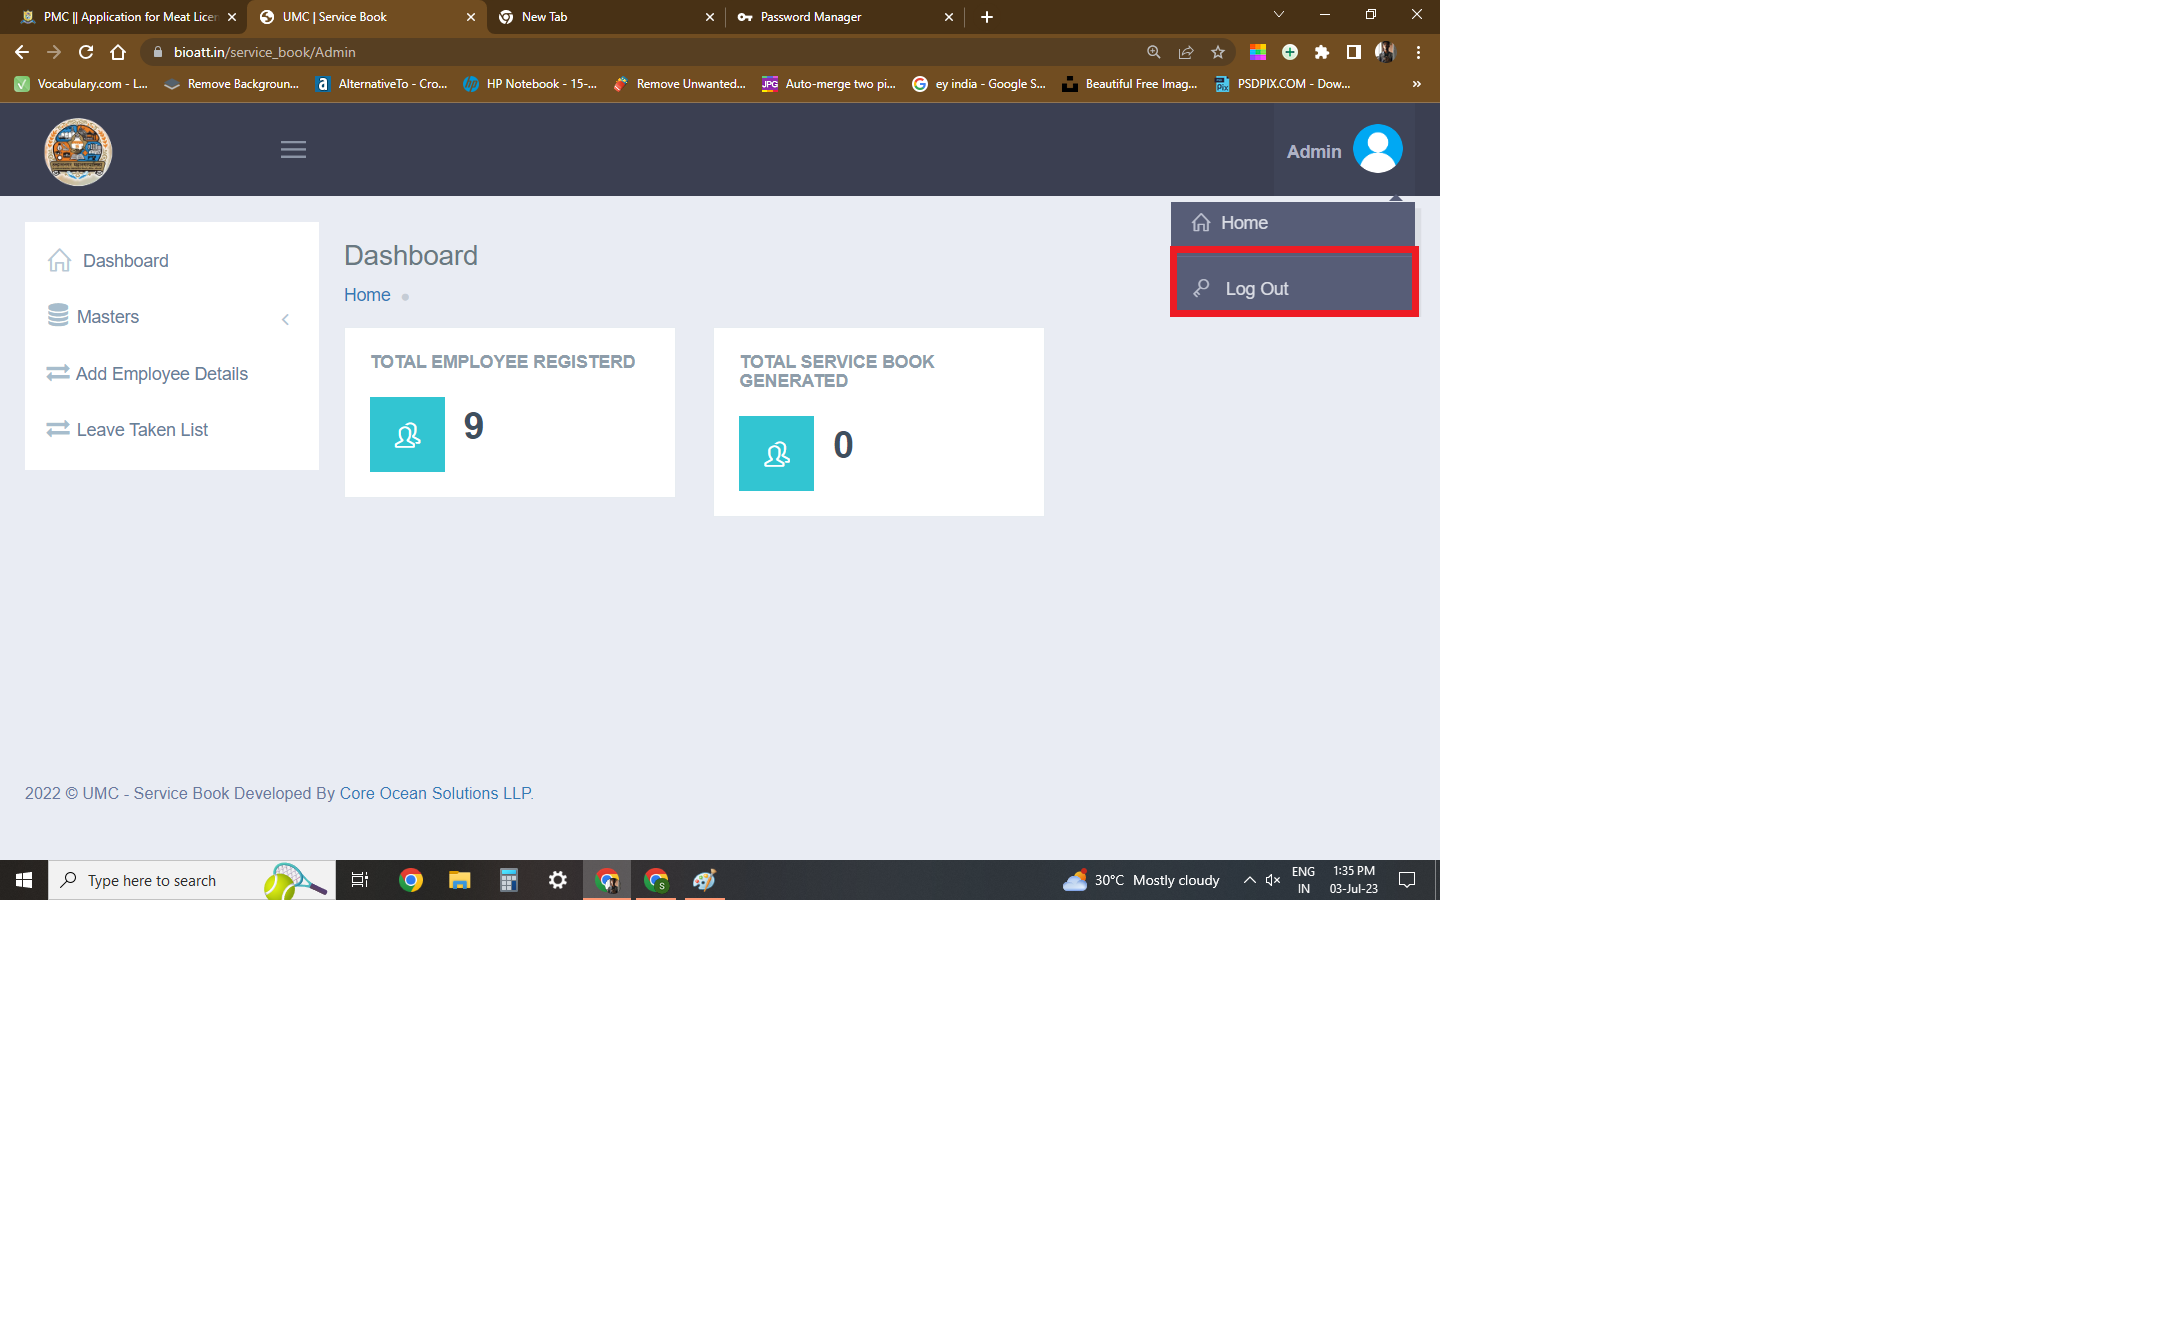 PMC || Application for Meat Licen
UMC | Service Book
New Tab
Password Manager
bioatt.in/service_book/Admin
Vocabulary.com - L...
Remove Backgroun...
AlternativeTo - Cro...
HP Notebook - 15-...
Remove Unwanted...
JPG
Auto-merge two pi...
ey india - Google S...
Beautiful Free Imag...
PSDPIX.COM - Dow...
Admin
Home
Log Out
Dashboard
Masters
Add Employee Details
Leave Taken List
Dashboard
Home
TOTAL EMPLOYEE REGISTERD
9
TOTAL SERVICE BOOK
GENERATED
0
2022 © UMC - Service Book Developed By Core Ocean Solutions LLP.
Type here to search
30°C Mostly cloudy
ENG
IN
1:35 PM
03-Jul-23